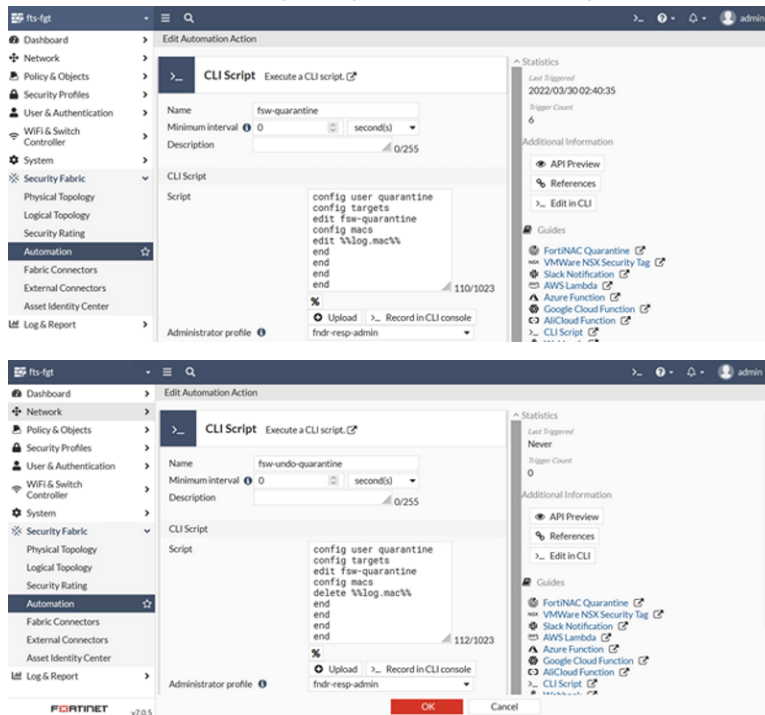 fts-fgt
admin
Dashboard
Edit Automation Action
Network
Policy & Objects
Security Profiles
User & Authentication
WiFi & Switch
Controller
System
Security Fabric
Physical Topology
Logical Topology
Security Rating
Automation
Fabric Connectors
External Connectors
Asset Identity Center
Log & Report
>_ CLI Script Execute a CLI script.
Name fsw-quarantine
Minimum interval 0 second(s)
Description 0/255
CLI Script
Script
config user quarantine
config targets
edit fsw-quarantine
config macs
edit %%log.mac%%
end
end
end
end
110/1023
%
Upload >_ Record in CLI console
Administrator profile fndr-resp-admin
Statistics
Last Triggered
2022/03/30 02:40:35
Trigger Count
6
Additional Information
API Preview
References
>_ Edit in CLI
Guides
FortiNAC Quarantine
NSX VMWare NSX Security Tag
Slack Notification
AWS Lambda
Azure Function
Google Cloud Function
AliCloud Function
>_ CLI Script
fts-fgt
admin
Dashboard
Edit Automation Action
Network
Policy & Objects
Security Profiles
User & Authentication
WiFi & Switch
Controller
System
Security Fabric
Physical Topology
Logical Topology
Security Rating
Automation
Fabric Connectors
External Connectors
Asset Identity Center
Log & Report
FORTINET v7.0.5
>_ CLI Script Execute a CLI script.
Name fsw-undo-quarantine
Minimum interval 0 second(s)
Description 0/255
CLI Script
Script
config user quarantine
config targets
edit fsw-quarantine
config macs
delete %%log.mac%%
end
end
end
end
112/1023
%
Upload >_ Record in CLI console
Administrator profile fndr-resp-admin
OK Cancel
Statistics
Last Triggered
Never
Trigger Count
0
Additional Information
API Preview
References
>_ Edit in CLI
Guides
FortiNAC Quarantine
NSX VMWare NSX Security Tag
Slack Notification
AWS Lambda
Azure Function
Google Cloud Function
AliCloud Function
>_ CLI Script